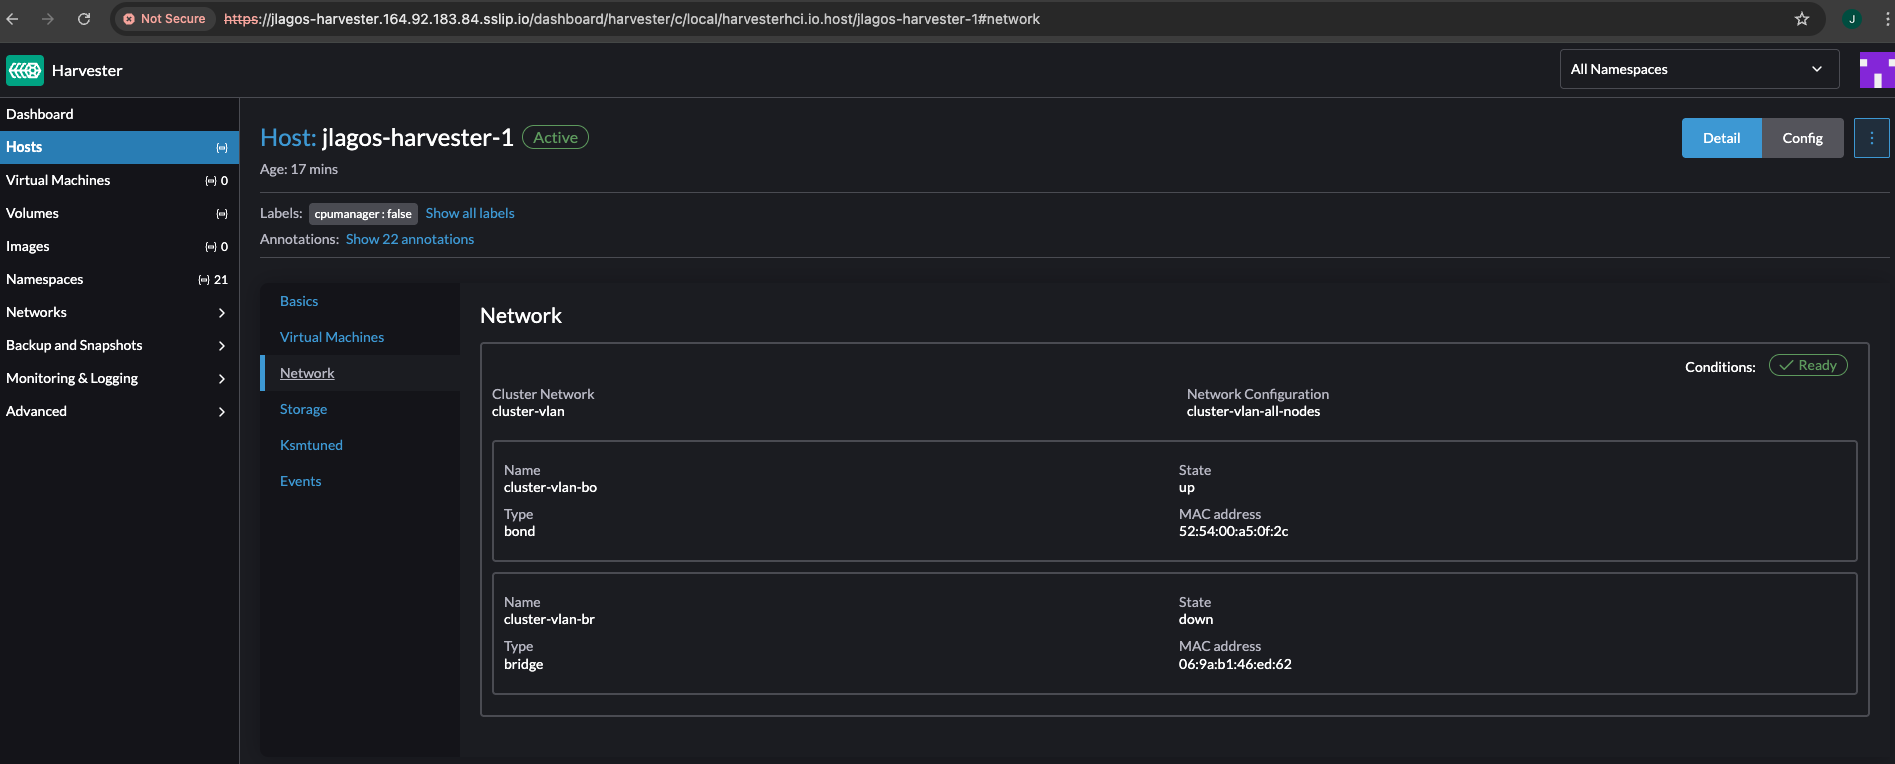 Not Secure https://jlagos-harvester.164.92.183.84.sslip.io/dashboard/harvester/c/local/harvesterhci.io.host/jlagos-harvester-1#network J
Harvester
All Namespaces
Dashboard
Hosts
Virtual Machines 0
Volumes
Images 0
Namespaces 21
Networks
Backup and Snapshots
Monitoring & Logging
Advanced
Host: jlagos-harvester-1 Active
Detail Config
Age: 17 mins
Labels: cpumanager : false Show all labels
Annotations: Show 22 annotations
Basics
Virtual Machines
Network
Storage
Ksmtuned
Events
Network
Conditions: Ready
Cluster Network Network Configuration
cluster-vlan cluster-vlan-all-nodes
Name State
cluster-vlan-bo up
Type MAC address
bond 52:54:00:a5:0f:2c
Name State
cluster-vlan-br down
Type MAC address
bridge 06:9a:b1:46:ed:62